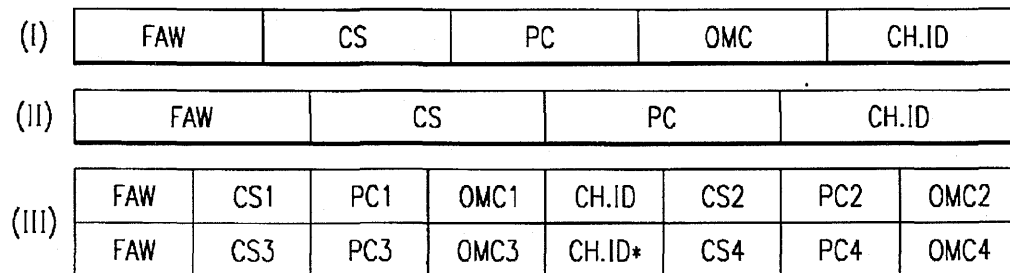 (I) FAW CS PC OMC CH.ID
(II) FAW CS PC CH.ID
(III)
FAW CS1 PC1 OMC1 CH.ID CS2 PC2 OMC2
FAW CS3 PC3 OMC3 CH.ID* CS4 PC4 OMC4